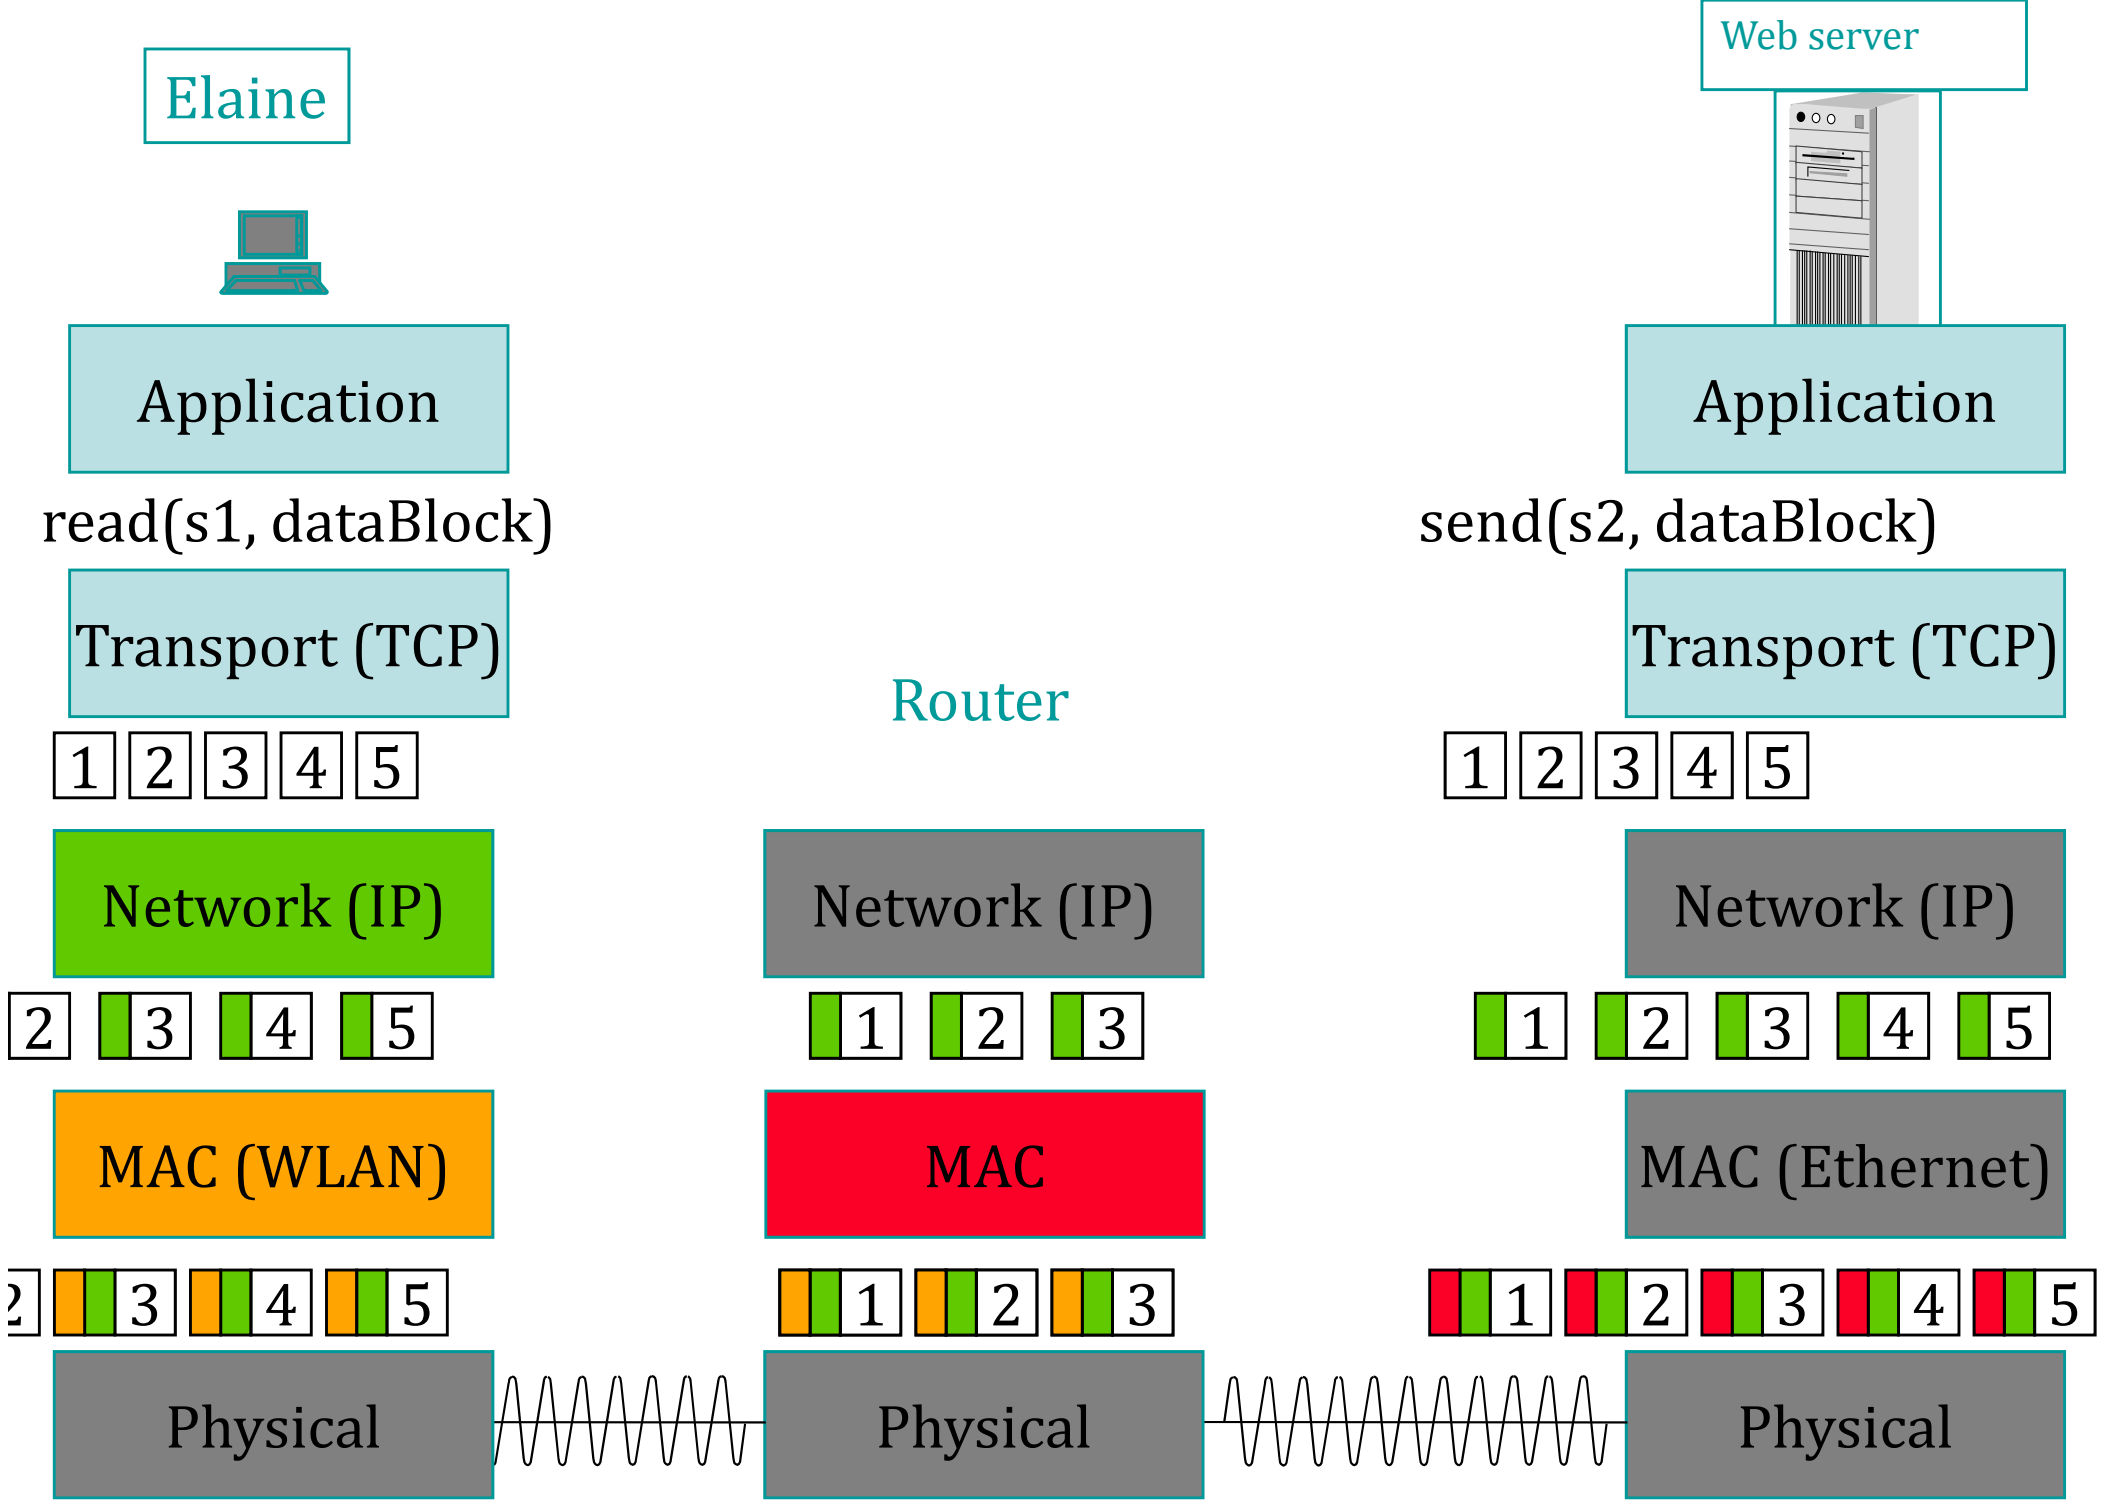 Web server
Elaine
Application
Application
read(s1, dataBlock)
send(s2, dataBlock)
Transport (TCP)
Transport (TCP)
Router
1 2 3 4 5
1 2 3 4 5
Network (IP)
Network (IP)
Network (IP)
2 3 4 5
1 2 3
1 2 3 4 5
MAC (WLAN)
MAC
MAC (Ethernet)
2 3 4 5
1 2 3
1 2 3 4 5
Physical
Physical
Physical